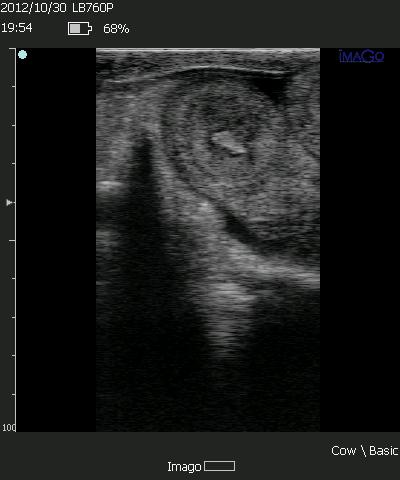 2012/10/30 LB760P
19:54 68%
iMAGO
100
Cow \ Basic
Imago